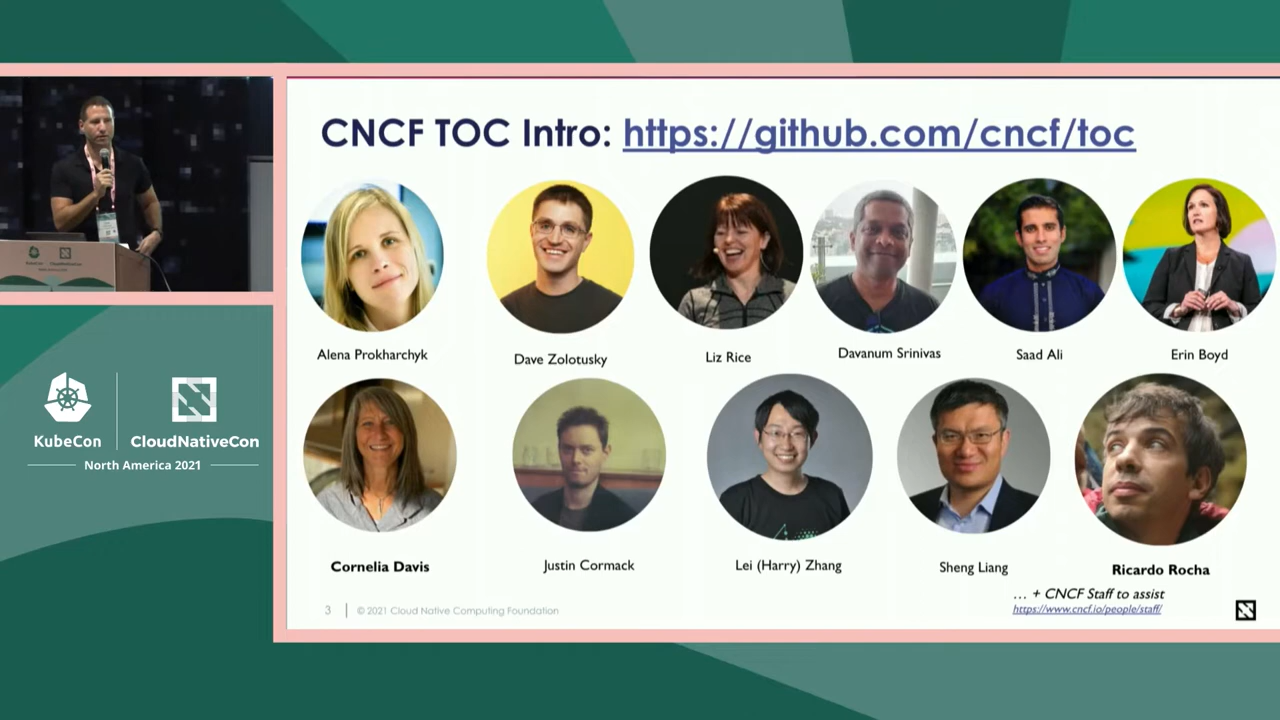 CNCF TOC Intro: https://github.com/cncf/toc
Alena Prokharchyk
Dave Zolotusky
Liz Rice
Davanum Srinivas
Saad Ali
Erin Boyd
Cornelia Davis
Justin Cormack
Lei (Harry) Zhang
Sheng Liang
Ricardo Rocha
... + CNCF Staff to assist
https://www.cncf.io/people/staff/
3 | © 2021 Cloud Native Computing Foundation
KubeCon
CloudNativeCon
North America 2021
KubeCon
CloudNativeCon